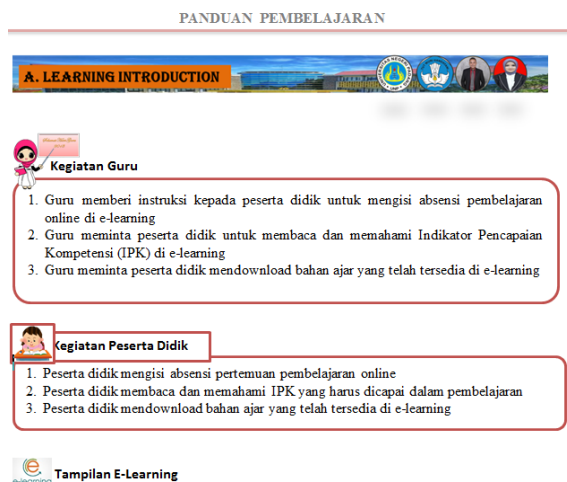 PANDUAN PEMBELAJARAN
A. LEARNING INTRODUCTION
Kegiatan Guru
1. Guru memberi instruksi kepada peserta didik untuk mengisi absensi pembelajaran
online di e-learning
2. Guru meminta peserta didik untuk membaca dan memahami Indikator Pencapaian
Kompetensi (IPK) di e-learning
3. Guru meminta peserta didik mendownload bahan ajar yang telah tersedia di e-learning
Kegiatan Peserta Didik
1. Peserta didik mengisi absensi pertemuan pembelajaran online
2. Peserta didik membaca dan memahami IPK yang harus dicapai dalam pembelajaran
3. Peserta didik mendownload bahan ajar yang telah tersedia di e-learning
e-learning
Tampilan E-Learning